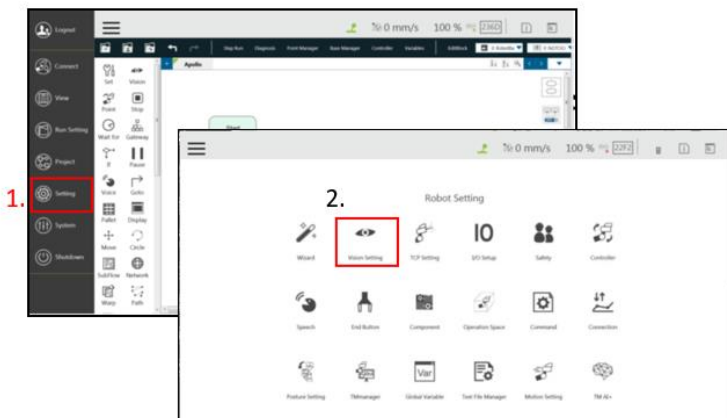 Logout
0 mm/s 100 % 236D
Step Run Diagnosis Point Manager Base Manager Controller Variables
Connect
Apollo
Set Vision
View
Point Stop
Start
Run Setting
Wait for Gateway
If Pause
Project
1.
Setting
Voice Goto
Pallet Display
System
Move Circle
Shutdown
SubFlow Network
Warp Path
0 mm/s 100 % 22F2
2.
Robot Setting
Wizard Vision Setting TCP Setting I/O Setup Safety Controller
IO
Speech End Button Component Operation Space Command Connection
Var
Posture Setting TMmanager Global Variable Text File Manager Motion Setting TM AI+